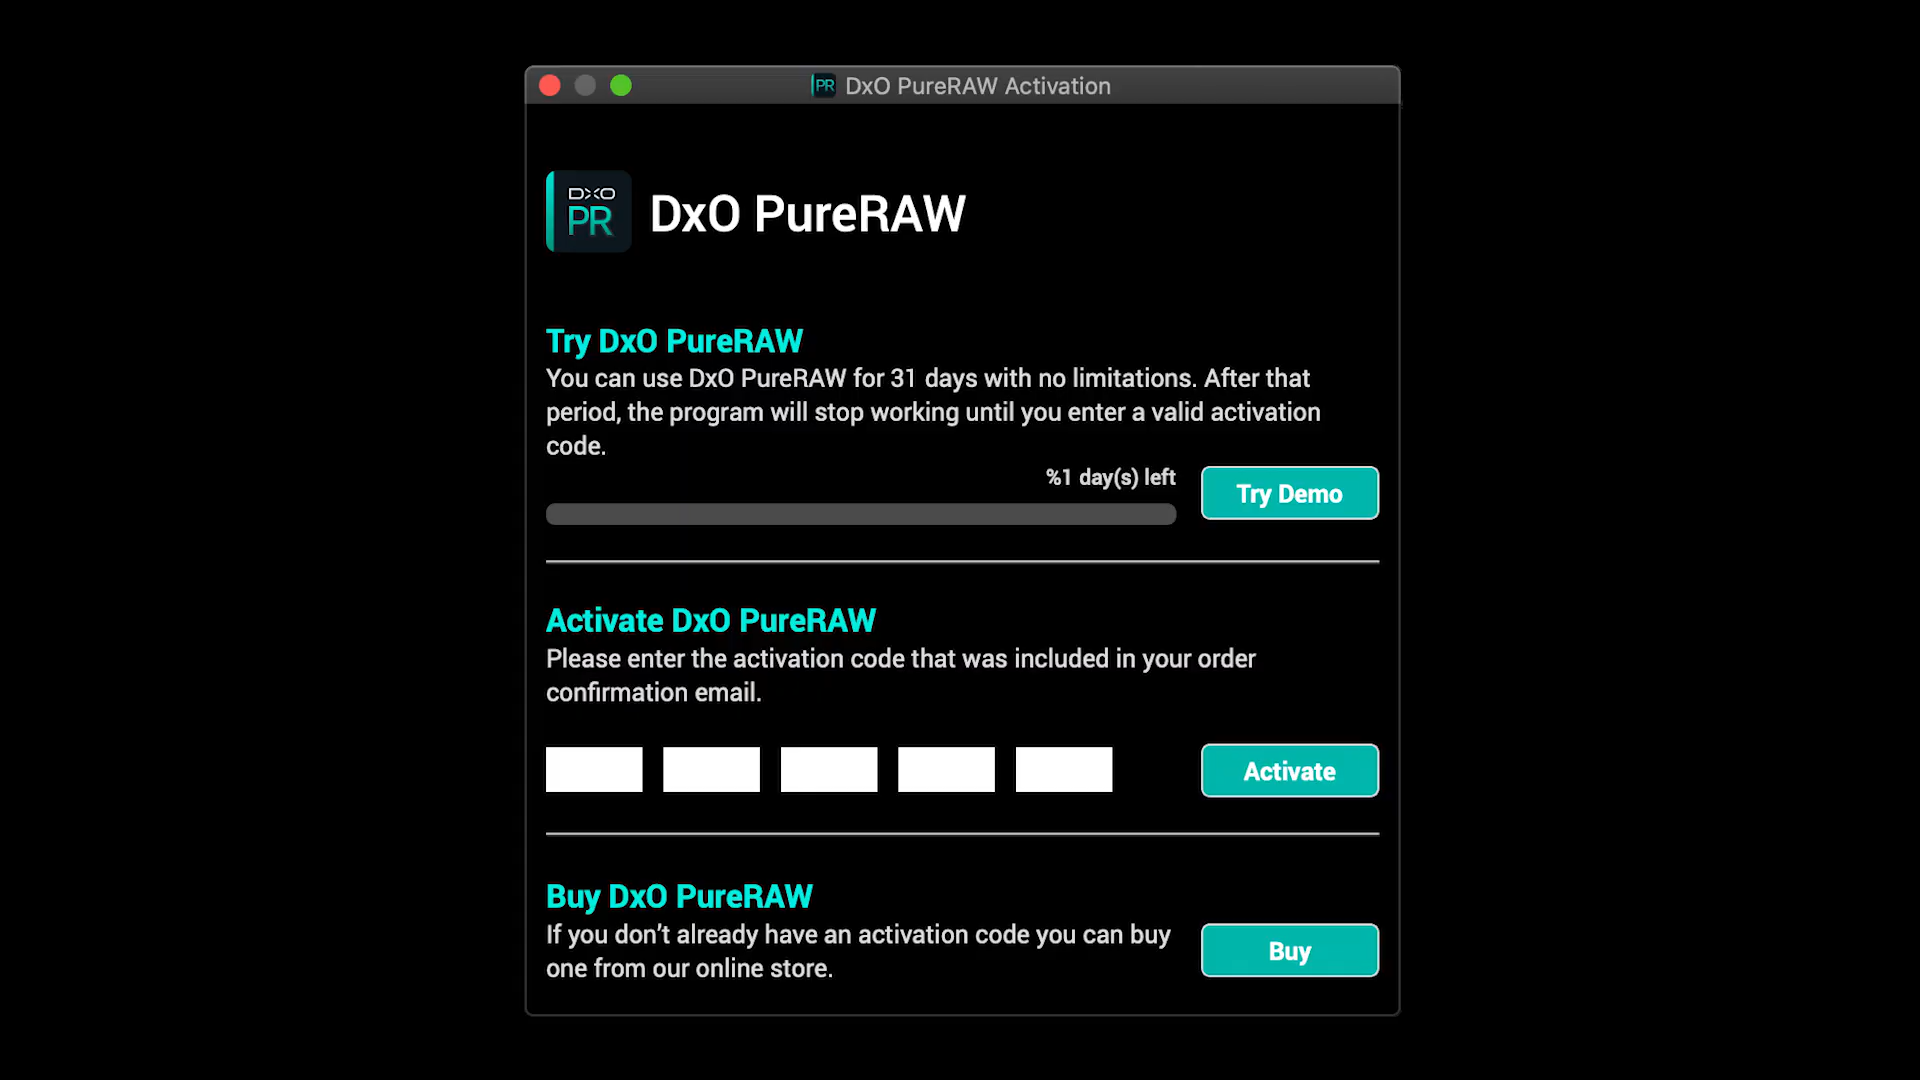 PR DxO PureRAW Activation
DXO
PR
DxO PureRAW
Try DxO PureRAW
You can use DxO PureRAW for 31 days with no limitations. After that
period, the program will stop working until you enter a valid activation
code.
%1 day(s) left
Try Demo
Activate DxO PureRAW
Please enter the activation code that was included in your order
confirmation email.
Activate
Buy DxO PureRAW
If you don’t already have an activation code you can buy
one from our online store.
Buy